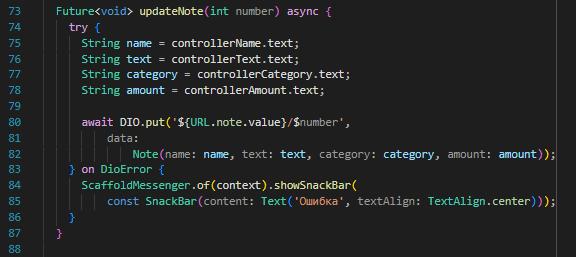 73 Future<void> updateNote(int number) async {
74 try {
75 String name = controllerName.text;
76 String text = controllerText.text;
77 String category = controllerCategory.text;
78 String amount = controllerAmount.text;
79
80 await DIO.put('${URL.note.value}/$number',
81 data:
82 Note(name: name, text: text, category: category, amount: amount));
83 } on DioError {
84 ScaffoldMessenger.of(context).showSnackBar(
85 const SnackBar(content: Text('Ошибка', textAlign: TextAlign.center)));
86 }
87 }
88